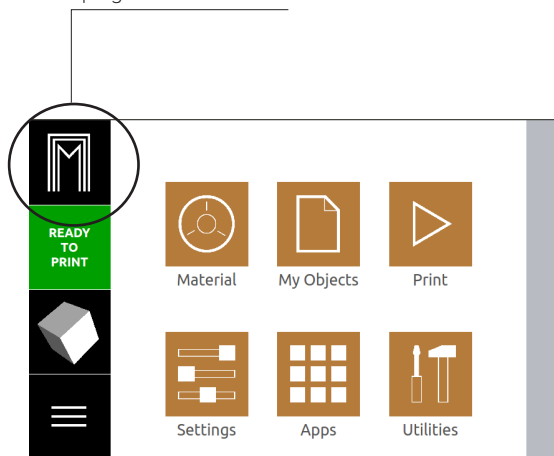 READY
TO
PRINT
Material
My Objects
Print
Settings
Apps
Utilities